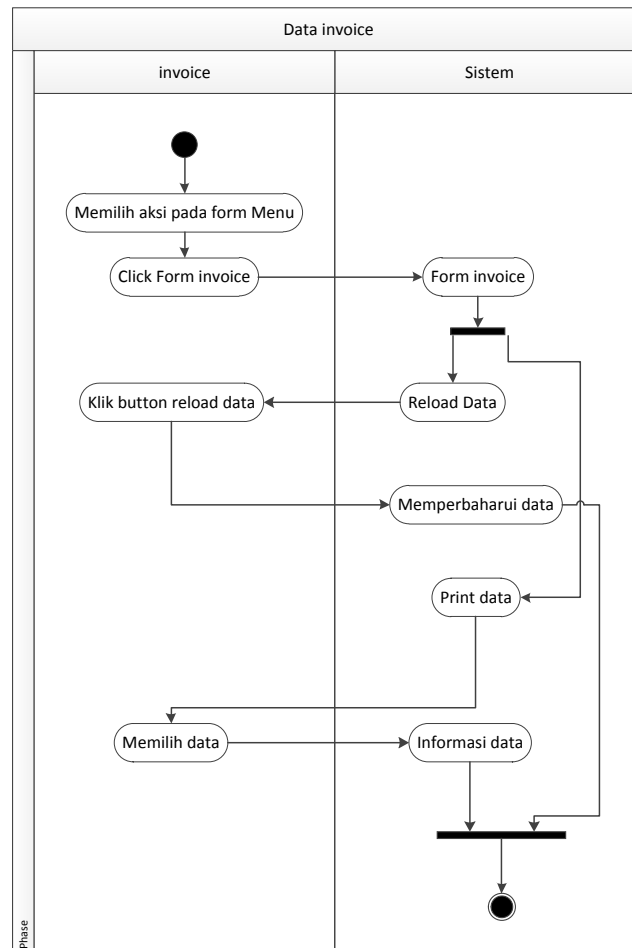 Data invoice
invoice
Sistem
Memilih aksi pada form Menu
Click Form invoice
Form invoice
Klik button reload data
Reload Data
Memperbaharui data
Print data
Memilih data
Informasi data
Phase